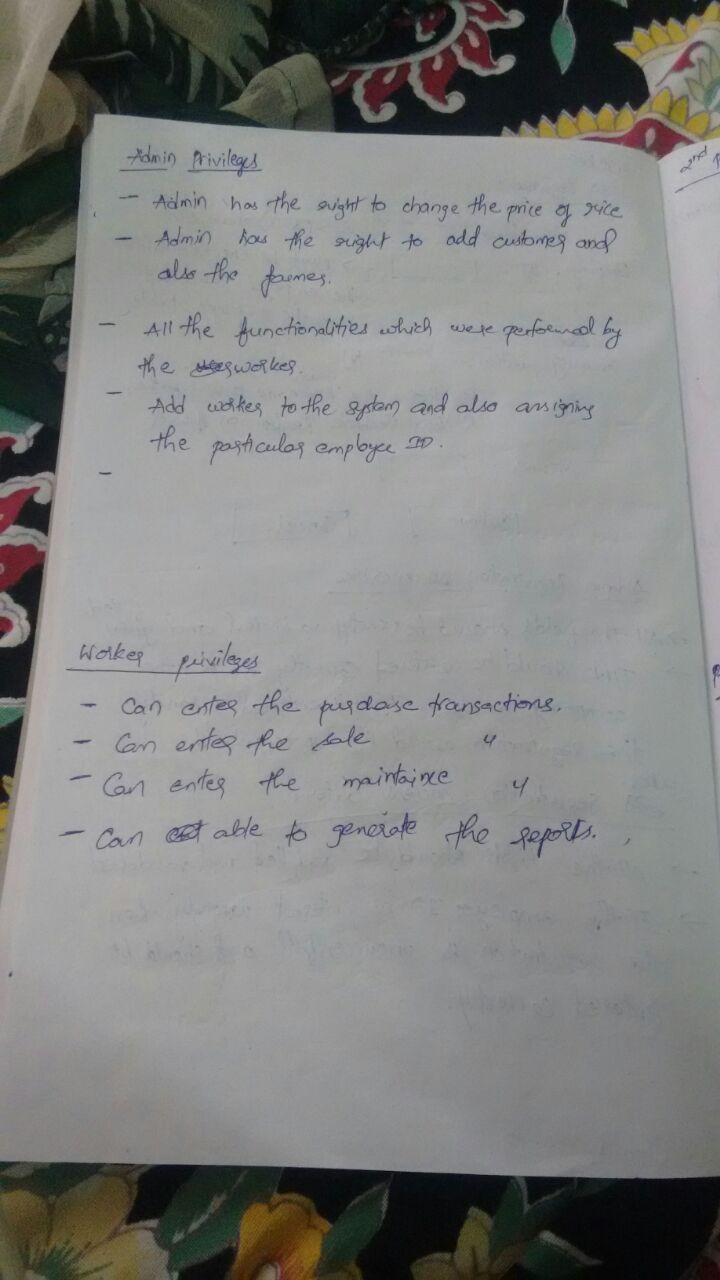 Admin Privileges
- Admin has the right to change the price of rice
- Admin has the right to add customer and
also the farmer.
- All the functionalities which were performed by
the worker.
- Add worker to the system and also assigning
the particular employee ID.
-
Worker privileges
- Can enter the purchase transactions.
- Can enter the sale "
- Can enter the maintaince "
- Can able to generate the reports.
2nd